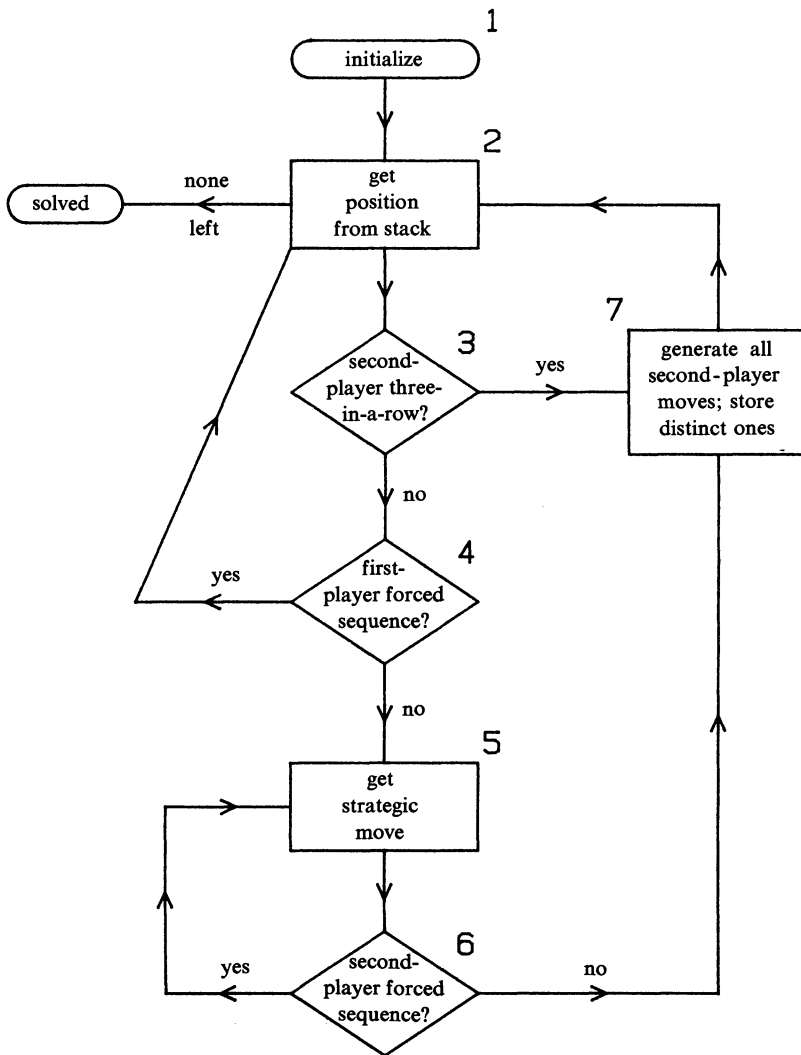 1
initialize
2
get
position
from stack
none
left
solved
3
second-
player three-
in-a-row?
yes
7
generate all
second-player
moves; store
distinct ones
no
4
first-
player forced
sequence?
yes
no
5
get
strategic
move
6
second-
player forced
sequence?
yes
no